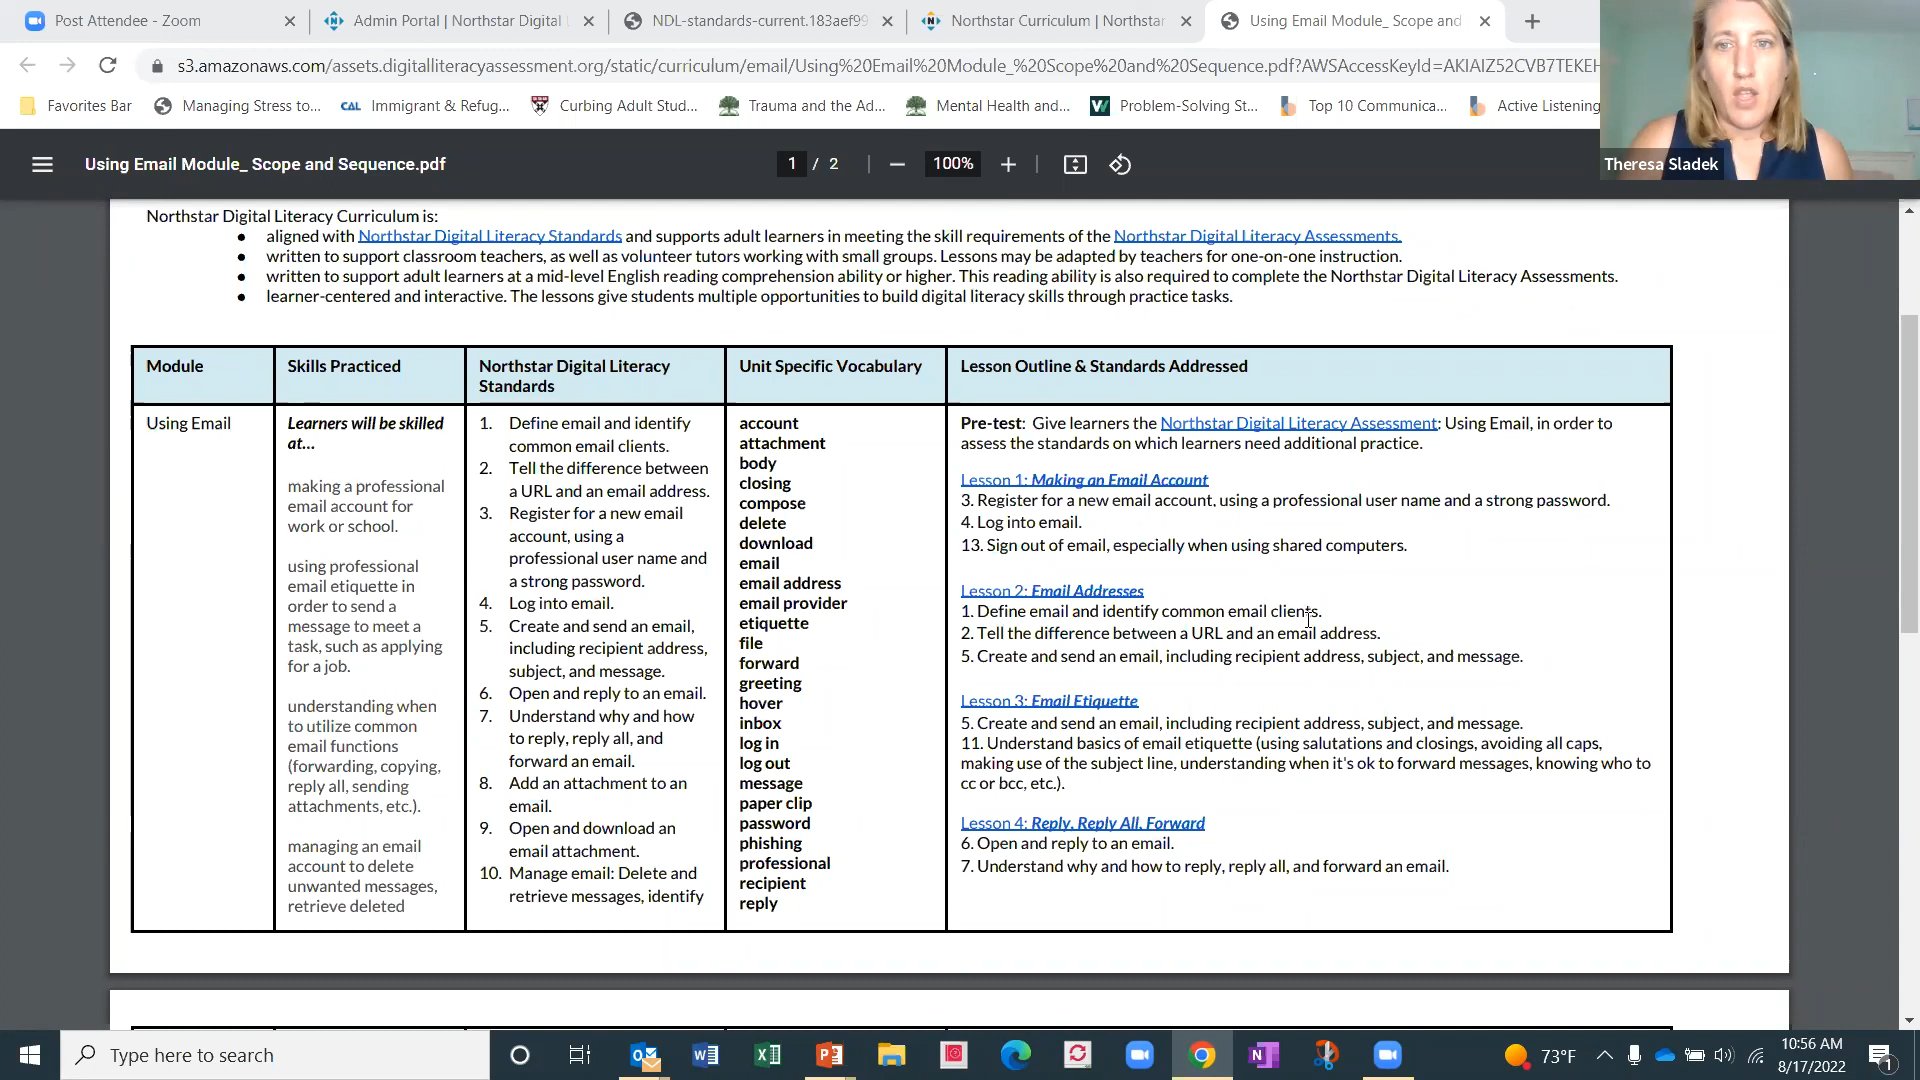 Post Attendee - Zoom
Admin Portal | Northstar Digital
NDL-standards-current.183aef99
Northstar Curriculum | Northstar
Using Email Module_ Scope and
s3.amazonaws.com/assets.digitalliteracyassessment.org/static/curriculum/email/Using%20Email%20Module_%20Scope%20and%20Sequence.pdf?AWSAccessKeyId=AKIAIZ52CVB7TEKEH
Favorites Bar
Managing Stress to...
CAL Immigrant & Refug...
Curbing Adult Stud...
Trauma and the Ad...
Mental Health and...
Problem-Solving St...
Top 10 Communica...
Active Listening
Using Email Module_ Scope and Sequence.pdf
1 / 2
100%
Theresa Sladek
Northstar Digital Literacy Curriculum is:
● aligned with Northstar Digital Literacy Standards and supports adult learners in meeting the skill requirements of the Northstar Digital Literacy Assessments.
● written to support classroom teachers, as well as volunteer tutors working with small groups. Lessons may be adapted by teachers for one-on-one instruction.
● written to support adult learners at a mid-level English reading comprehension ability or higher. This reading ability is also required to complete the Northstar Digital Literacy Assessments.
● learner-centered and interactive. The lessons give students multiple opportunities to build digital literacy skills through practice tasks.
Module
Skills Practiced
Northstar Digital Literacy
Standards
Unit Specific Vocabulary
Lesson Outline & Standards Addressed
Using Email
Learners will be skilled
at...
making a professional
email account for
work or school.
using professional
email etiquette in
order to send a
message to meet a
task, such as applying
for a job.
understanding when
to utilize common
email functions
(forwarding, copying,
reply all, sending
attachments, etc.).
managing an email
account to delete
unwanted messages,
retrieve deleted
1. Define email and identify
common email clients.
2. Tell the difference between
a URL and an email address.
3. Register for a new email
account, using a
professional user name and
a strong password.
4. Log into email.
5. Create and send an email,
including recipient address,
subject, and message.
6. Open and reply to an email.
7. Understand why and how
to reply, reply all, and
forward an email.
8. Add an attachment to an
email.
9. Open and download an
email attachment.
10. Manage email: Delete and
retrieve messages, identify
account
attachment
body
closing
compose
delete
download
email
email address
email provider
etiquette
file
forward
greeting
hover
inbox
log in
log out
message
paper clip
password
phishing
professional
recipient
reply
Pre-test: Give learners the Northstar Digital Literacy Assessment: Using Email, in order to
assess the standards on which learners need additional practice.
Lesson 1: Making an Email Account
3. Register for a new email account, using a professional user name and a strong password.
4. Log into email.
13. Sign out of email, especially when using shared computers.
Lesson 2: Email Addresses
1. Define email and identify common email clients.
2. Tell the difference between a URL and an email address.
5. Create and send an email, including recipient address, subject, and message.
Lesson 3: Email Etiquette
5. Create and send an email, including recipient address, subject, and message.
11. Understand basics of email etiquette (using salutations and closings, avoiding all caps,
making use of the subject line, understanding when it's ok to forward messages, knowing who to
cc or bcc, etc.).
Lesson 4: Reply, Reply All, Forward
6. Open and reply to an email.
7. Understand why and how to reply, reply all, and forward an email.
Type here to search
73°F
10:56 AM
8/17/2022
1